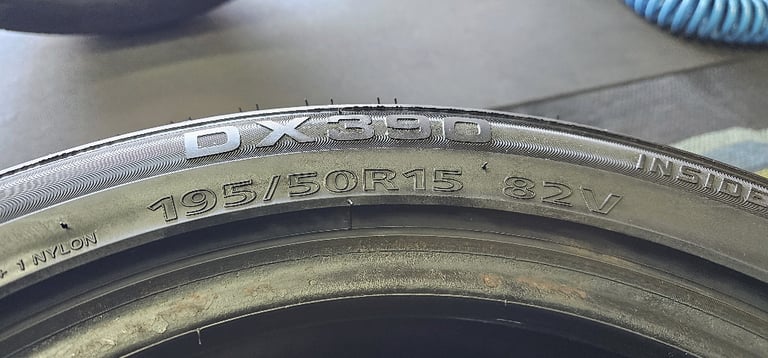 DX390
INSIDE
195/50R15 82V
+ 1 NYLON